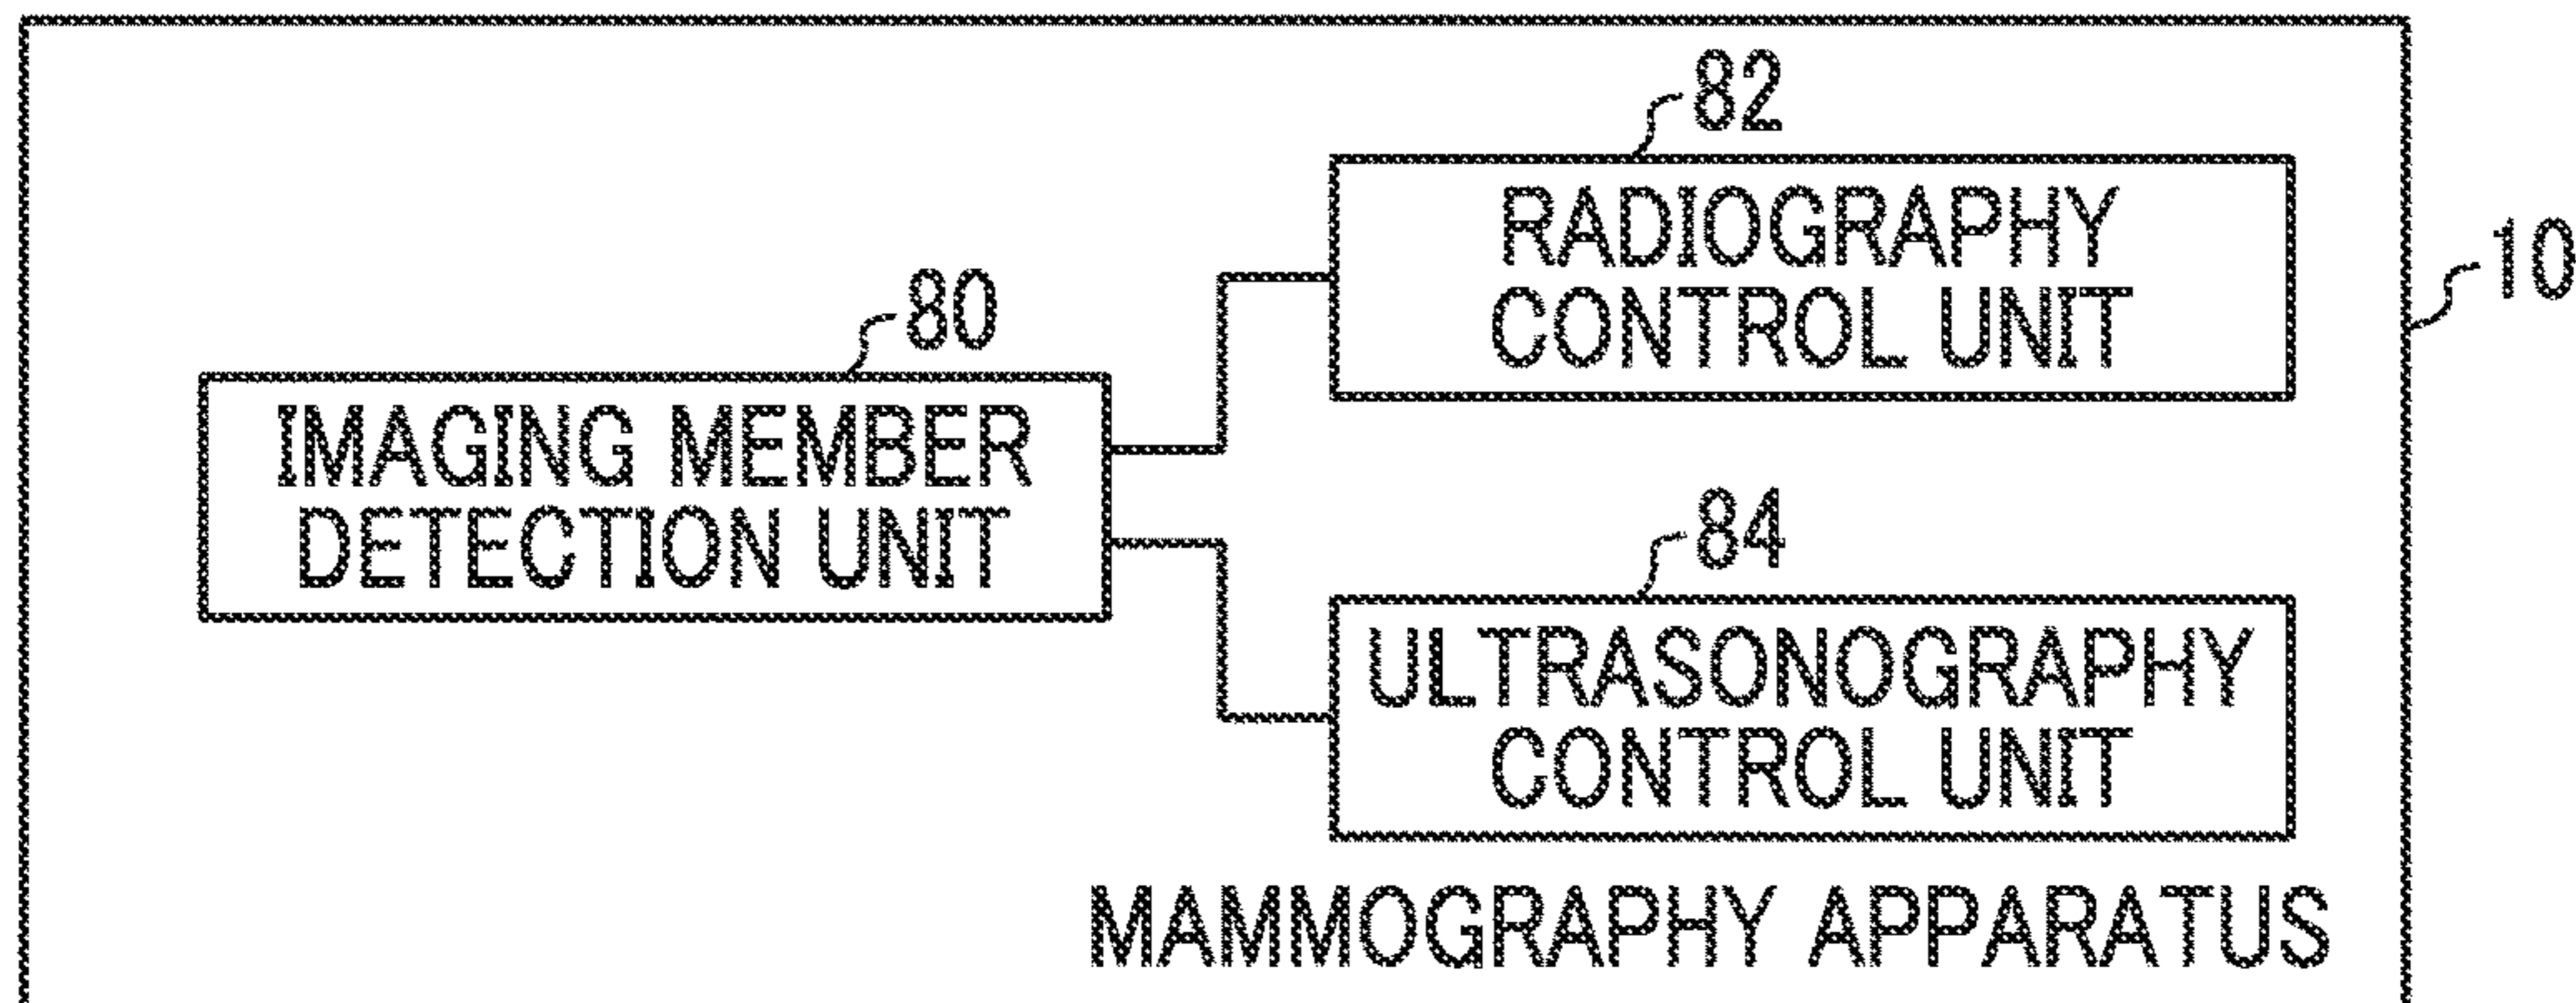 82
RADIOGRAPHY
CONTROL UNIT
10
80
IMAGING MEMBER
DETECTION UNIT
84
ULTRASONOGRAPHY
CONTROL UNIT
MAMMOGRAPHY APPARATUS